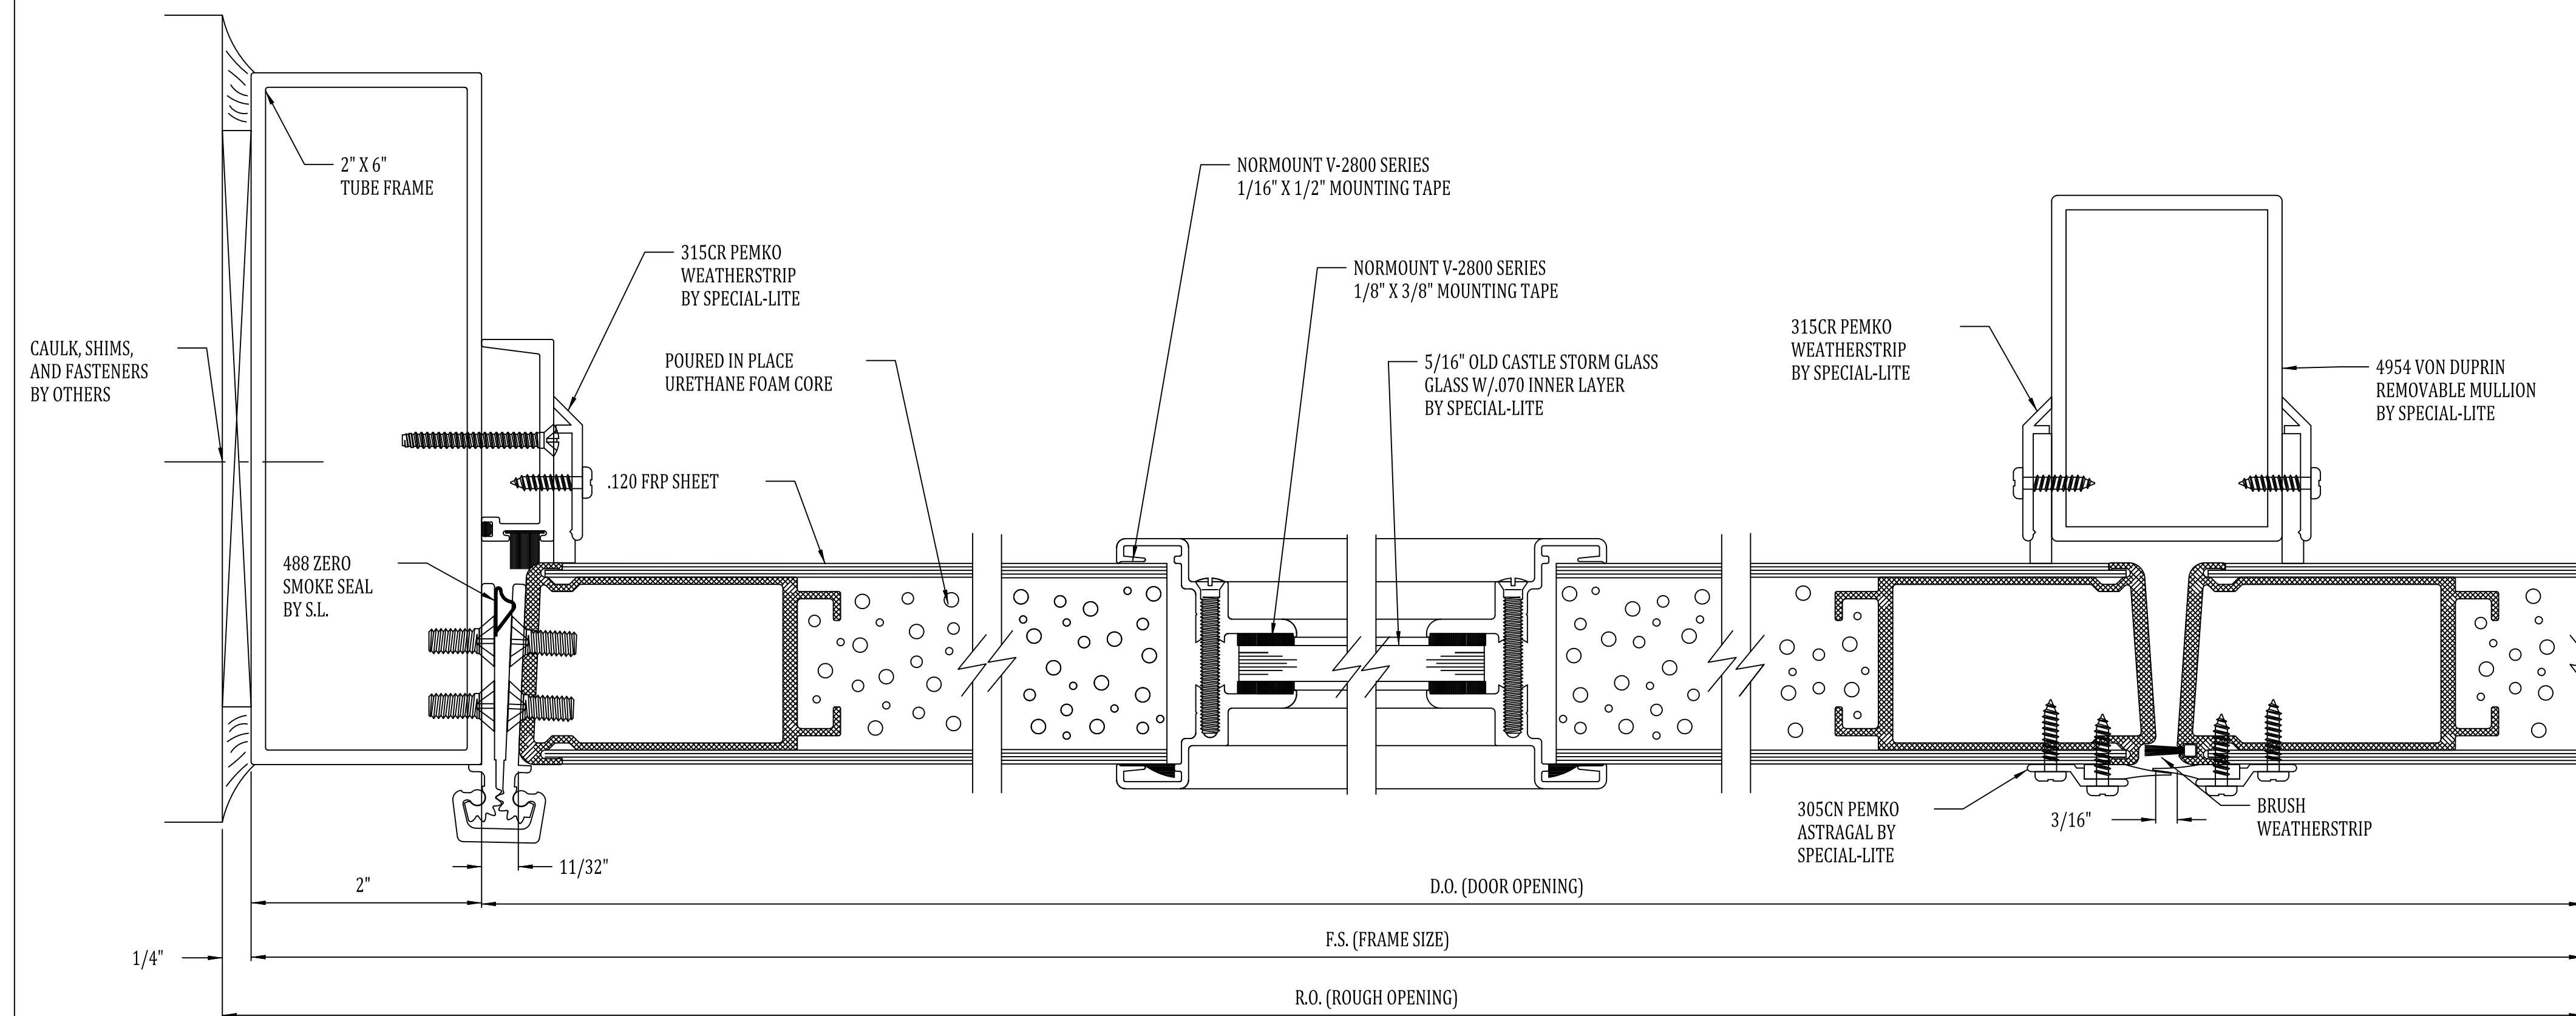 2" X 6"
TUBE FRAME
NORMOUNT V-2800 SERIES
1/16" X 1/2" MOUNTING TAPE
315CR PEMKO
WEATHERSTRIP
BY SPECIAL-LITE
NORMOUNT V-2800 SERIES
1/8" X 3/8" MOUNTING TAPE
CAULK, SHIMS,
AND FASTENERS
BY OTHERS
POURED IN PLACE
URETHANE FOAM CORE
5/16" OLD CASTLE STORM GLASS
GLASS W/.070 INNER LAYER
BY SPECIAL-LITE
315CR PEMKO
WEATHERSTRIP
BY SPECIAL-LITE
4954 VON DUPRIN
REMOVABLE MULLION
BY SPECIAL-LITE
.120 FRP SHEET
488 ZERO
SMOKE SEAL
BY S.L.
305CN PEMKO
ASTRAGAL BY
SPECIAL-LITE
3/16"
BRUSH
WEATHERSTRIP
11/32"
2"
D.O. (DOOR OPENING)
F.S. (FRAME SIZE)
1/4"
R.O. (ROUGH OPENING)